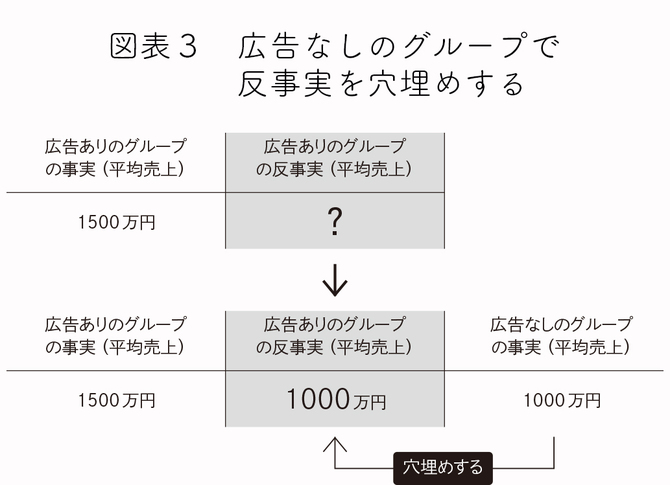 図表3 広告なしのグループで
反事実を穴埋めする
広告ありのグループ
の事実(平均売上)
広告ありのグループ
の反事実(平均売上)
1500万円
?
広告ありのグループ
の事実(平均売上)
広告ありのグループ
の反事実(平均売上)
広告なしのグループ
の事実(平均売上)
1500万円
1000万円
1000万円
穴埋めする